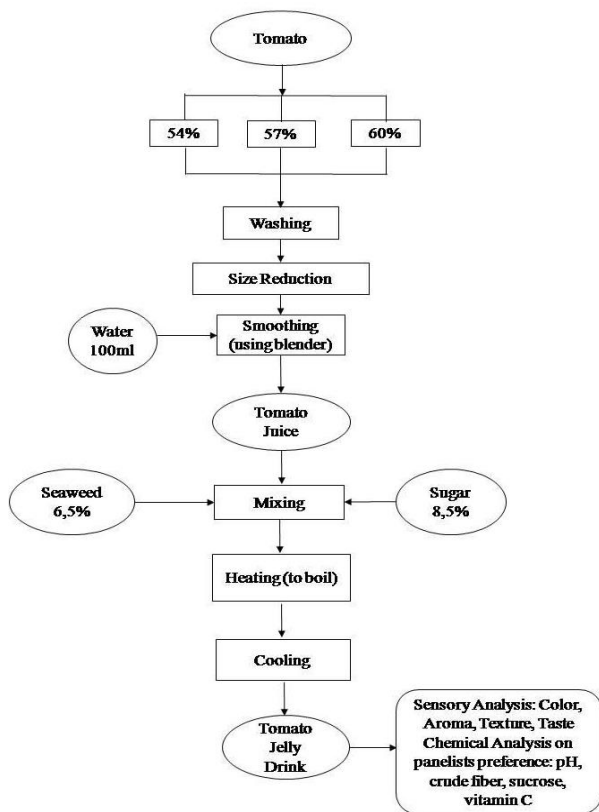 Tomato
54%
57%
60%
Washing
Size Reduction
Water
100ml
Smoothing
(using blender)
Tomato
Juice
Seaweed
6,5%
Mixing
Sugar
8,5%
Heating (to boil)
Cooling
Tomato
Jelly
Drink
Sensory Analysis: Color,
Aroma, Texture, Taste
Chemical Analysis on
panelists preference: pH,
crude fiber, sucrose,
vitamin C